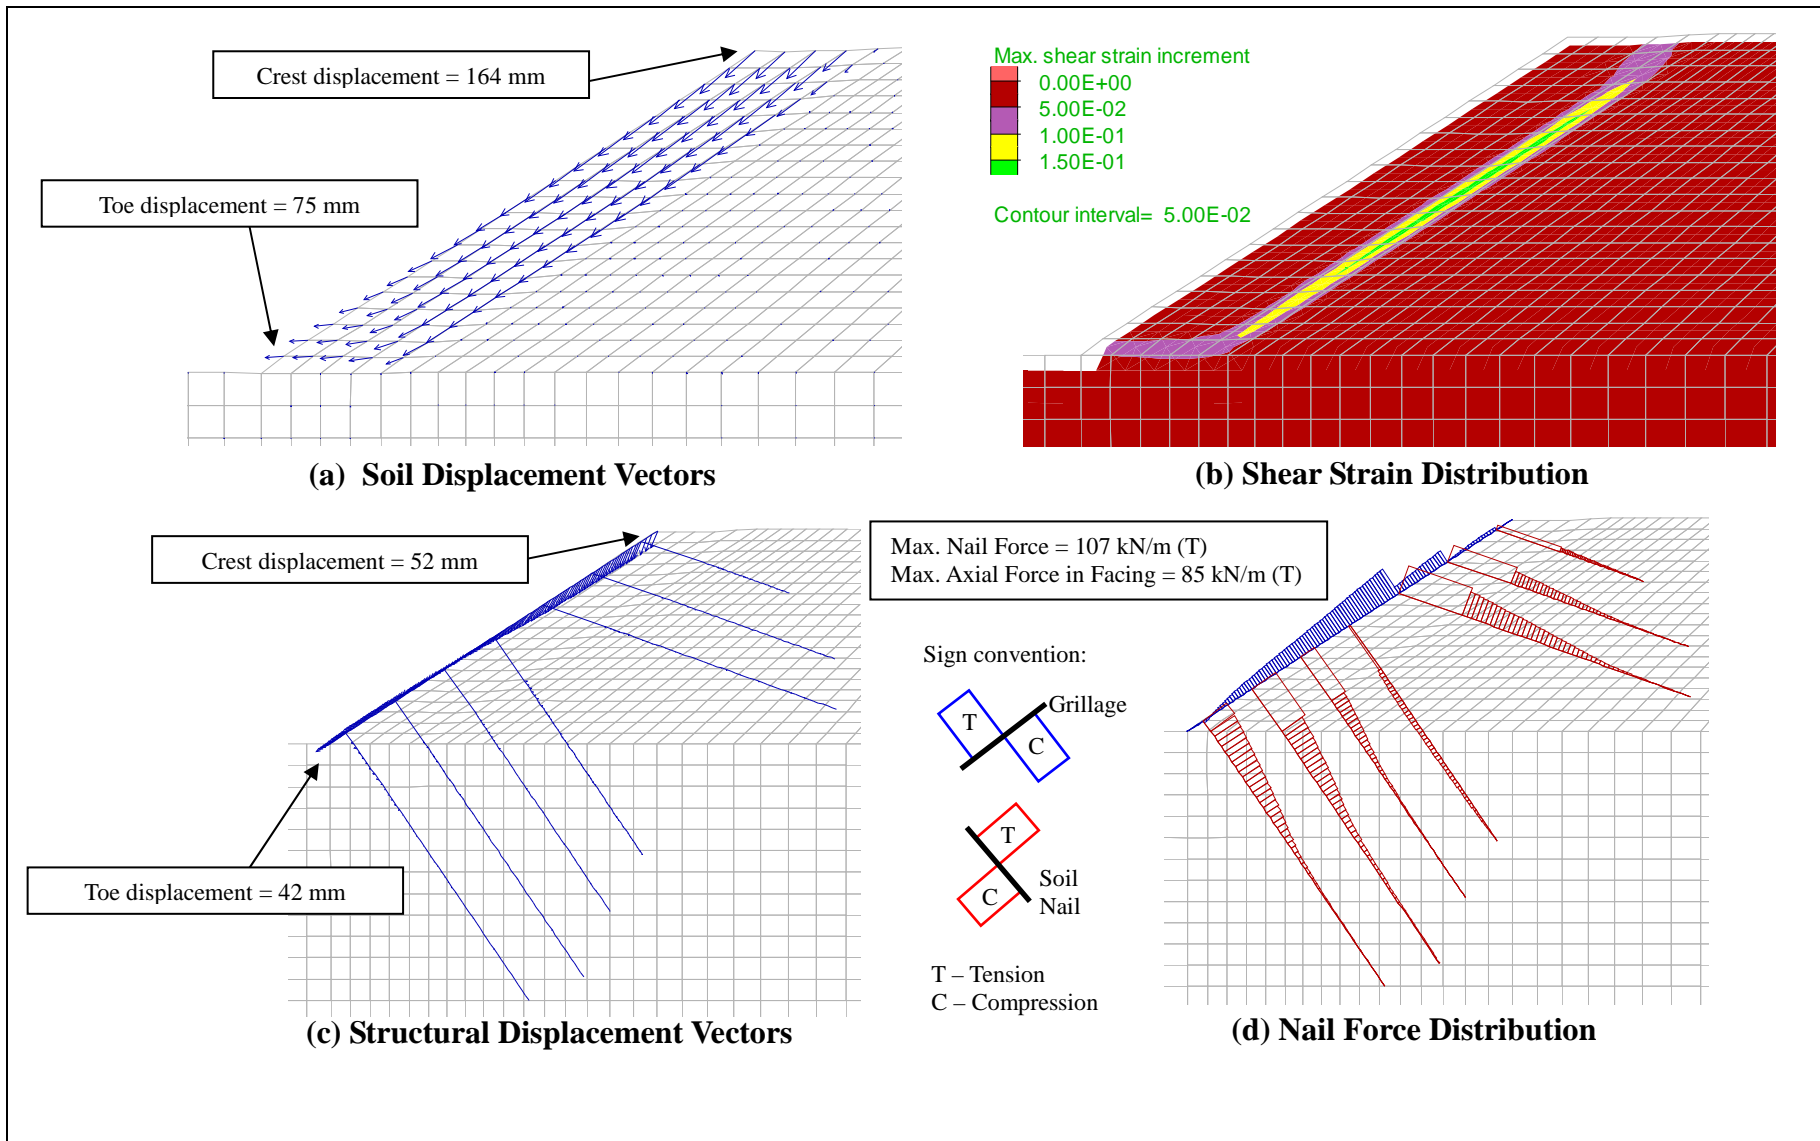 Crest displacement = 164 mm
Toe displacement = 75 mm
(a) Soil Displacement Vectors
Max. shear strain increment
0.00E+00
5.00E-02
1.00E-01
1.50E-01
Contour interval= 5.00E-02
(b) Shear Strain Distribution
Crest displacement = 52 mm
Toe displacement = 42 mm
(c) Structural Displacement Vectors
Max. Nail Force = 107 kN/m (T)
Max. Axial Force in Facing = 85 kN/m (T)
Sign convention:
Grillage
T
C
T
C
Soil
Nail
T – Tension
C – Compression
(d) Nail Force Distribution